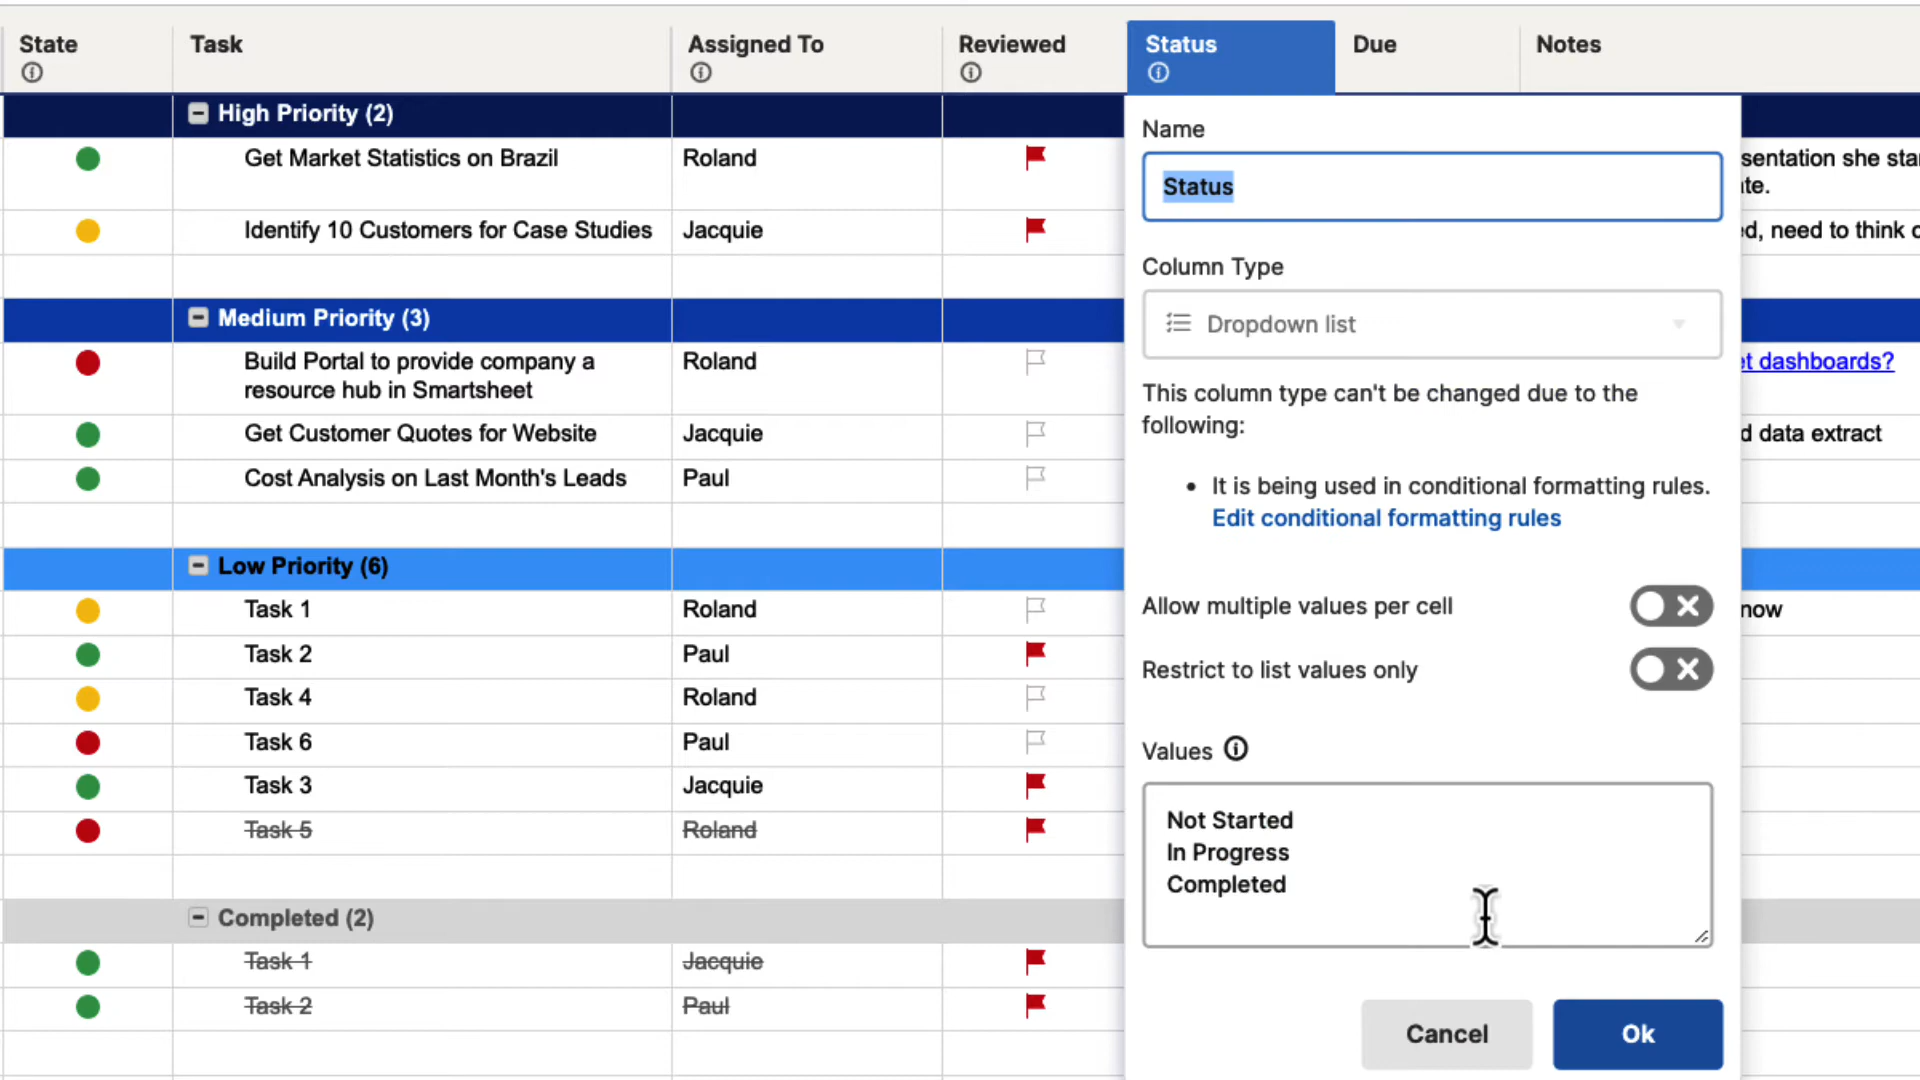 State
Task
Assigned To
Reviewed
Status
Due
Notes
High Priority (2)
Get Market Statistics on Brazil
Roland
Identify 10 Customers for Case Studies
Jacquie
Medium Priority (3)
Build Portal to provide company a
resource hub in Smartsheet
Roland
Get Customer Quotes for Website
Jacquie
Cost Analysis on Last Month's Leads
Paul
Low Priority (6)
Task 1
Roland
Task 2
Paul
Task 4
Roland
Task 6
Paul
Task 3
Jacquie
Task 5
Roland
Completed (2)
Task 1
Jacquie
Task 2
Paul
Name
Status
Column Type
Dropdown list
This column type can't be changed due to the
following:
• It is being used in conditional formatting rules.
Edit conditional formatting rules
Allow multiple values per cell
Restrict to list values only
Values
Not Started
In Progress
Completed
Cancel
Ok
she
need to think
dashboards?
data extract
now